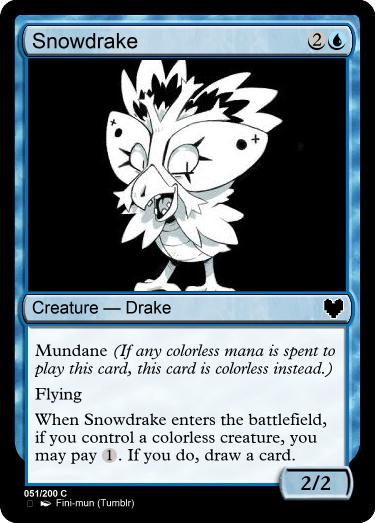 Snowdrake 2
Creature — Drake
Mundane (If any colorless mana is spent to
play this card, this card is colorless instead.)
Flying
When Snowdrake enters the battlefield,
if you control a colorless creature, you
may pay 1. If you do, draw a card.
2/2
051/200 C
Fini-mun (Tumblr)